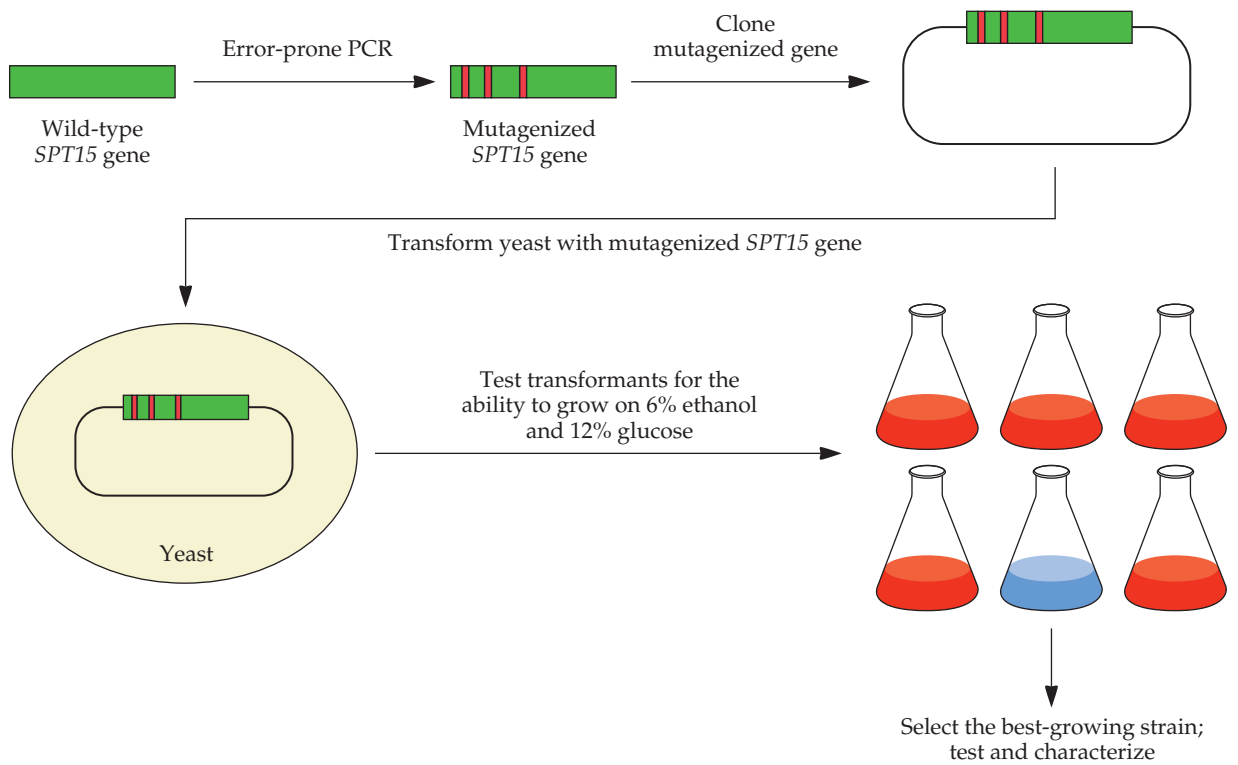 Error-prone PCR
Clone
mutagenized gene
Wild-type
SPT15 gene
Mutagenized
SPT15 gene
Transform yeast with mutagenized SPT15 gene
Test transformants for the
ability to grow on 6% ethanol
and 12% glucose
Yeast
Select the best-growing strain;
test and characterize